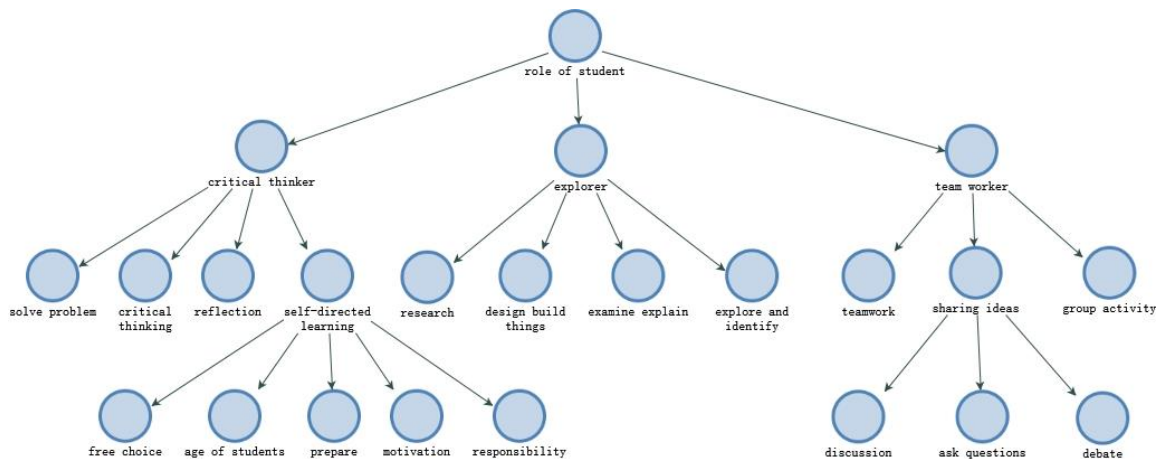 role of student
critical thinker
explorer
team worker
solve problem
critical
thinking
reflection
self-directed
learning
research
design build
things
examine explain
explore and
identify
teamwork
sharing ideas
group activity
free choice
age of students
prepare
motivation
responsibility
discussion
ask questions
debate